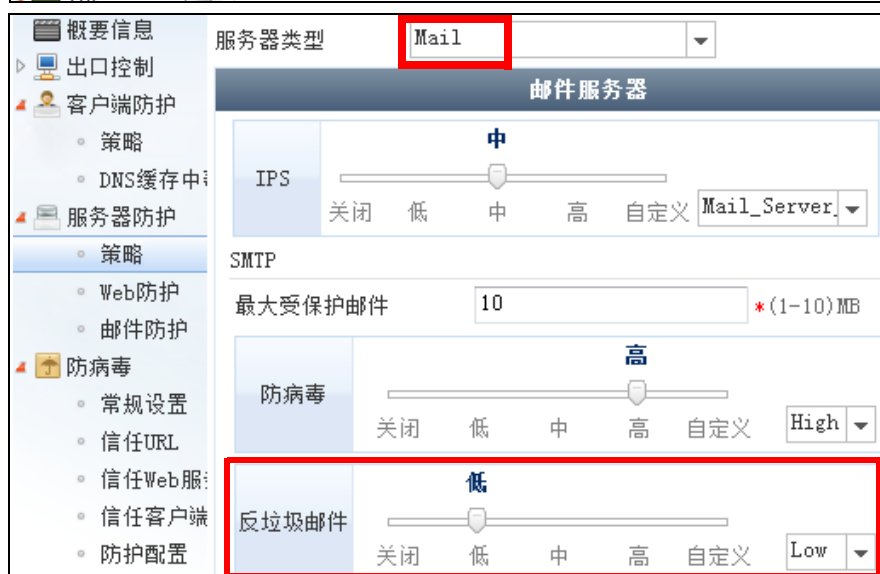 概要信息
出口控制
客户端防护
策略
DNS缓存中
服务器防护
策略
Web防护
邮件防护
防病毒
常规设置
信任URL
信任Web服
信任客户端
防护配置
服务器类型 Mail
邮件服务器
中
IPS
关闭 低 中 高 自定义 Mail_Server_
SMTP
最大受保护邮件 10 *(1-10)MB
高
防病毒
关闭 低 中 高 自定义 High
低
反垃圾邮件
关闭 低 中 高 自定义 Low